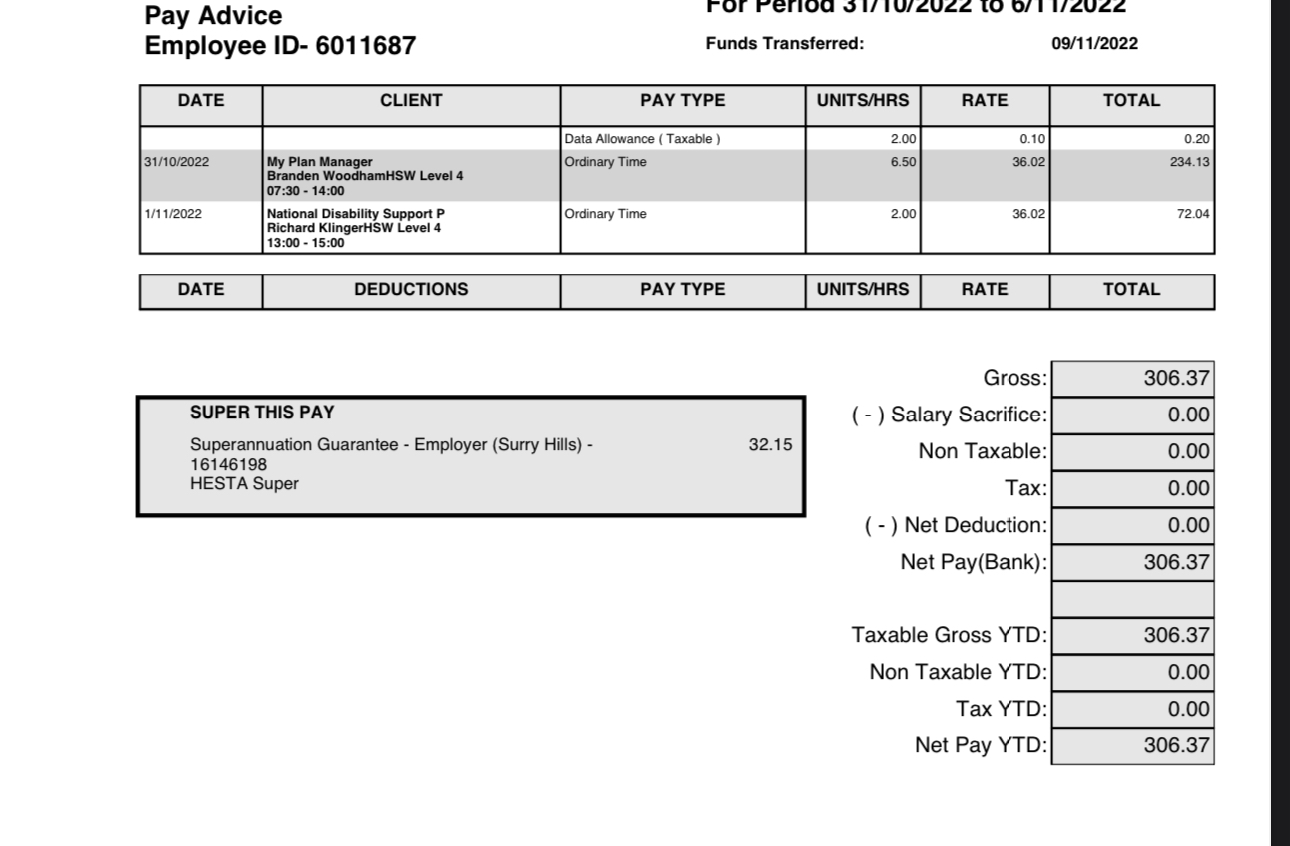 Pay Advice
For Period 31/10/2022 to 6/11/2022
Employee ID- 6011687
Funds Transferred: 09/11/2022
DATE CLIENT PAY TYPE UNITS/HRS RATE TOTAL
Data Allowance ( Taxable ) 2.00 0.10 0.20
31/10/2022 My Plan Manager Ordinary Time 6.50 36.02 234.13
Branden WoodhamHSW Level 4
07:30 - 14:00
1/11/2022 National Disability Support P Ordinary Time 2.00 36.02 72.04
Richard KlingerHSW Level 4
13:00 - 15:00
DATE DEDUCTIONS PAY TYPE UNITS/HRS RATE TOTAL
SUPER THIS PAY
Superannuation Guarantee - Employer (Surry Hills) - 32.15
16146198
HESTA Super
Gross: 306.37
( - ) Salary Sacrifice: 0.00
Non Taxable: 0.00
Tax: 0.00
( - ) Net Deduction: 0.00
Net Pay(Bank): 306.37
Taxable Gross YTD: 306.37
Non Taxable YTD: 0.00
Tax YTD: 0.00
Net Pay YTD: 306.37